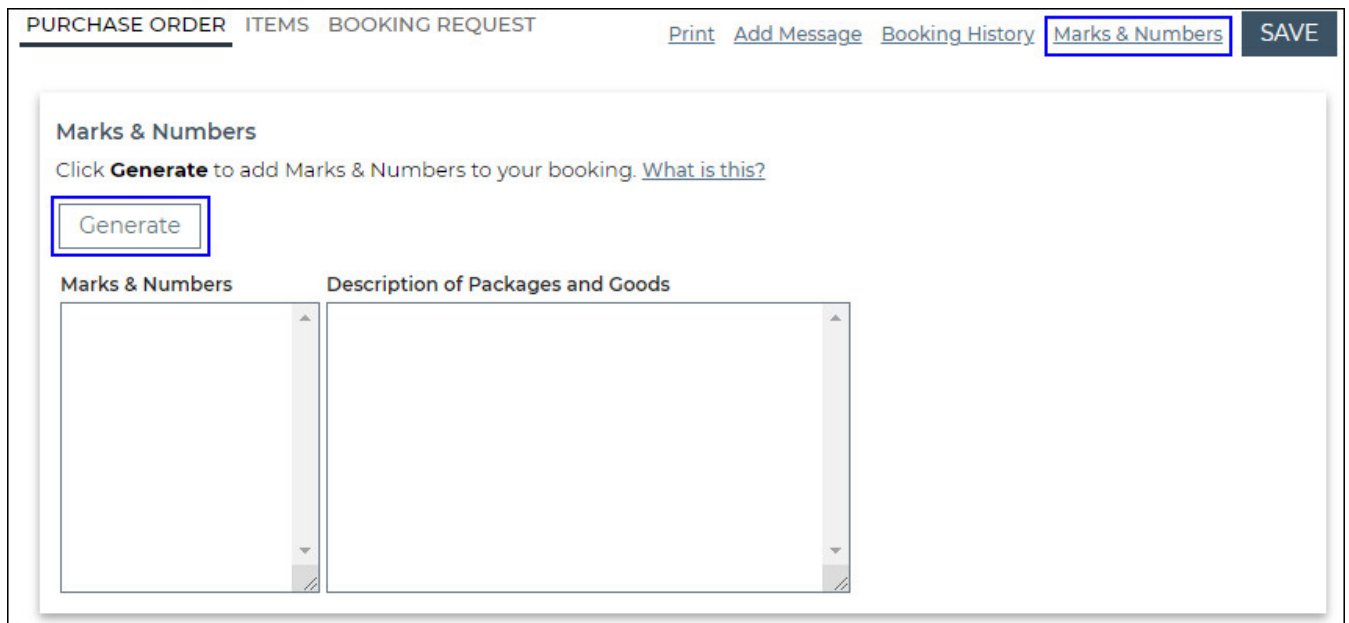 PURCHASE ORDER ITEMS BOOKING REQUEST Print Add Message Booking History Marks & Numbers SAVE
Marks & Numbers
Click Generate to add Marks & Numbers to your booking. What is this?
Generate
Marks & Numbers Description of Packages and Goods